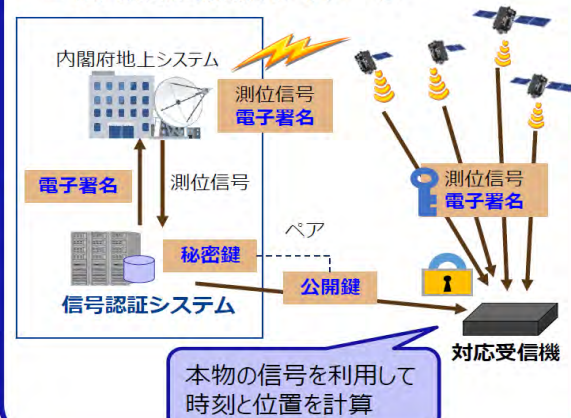 内閣府地上システム
測位信号
電子署名
電子署名
測位信号
測位信号
電子署名
秘密鍵
ペア
公開鍵
信号認証システム
対応受信機
本物の信号を利用して
時刻と位置を計算